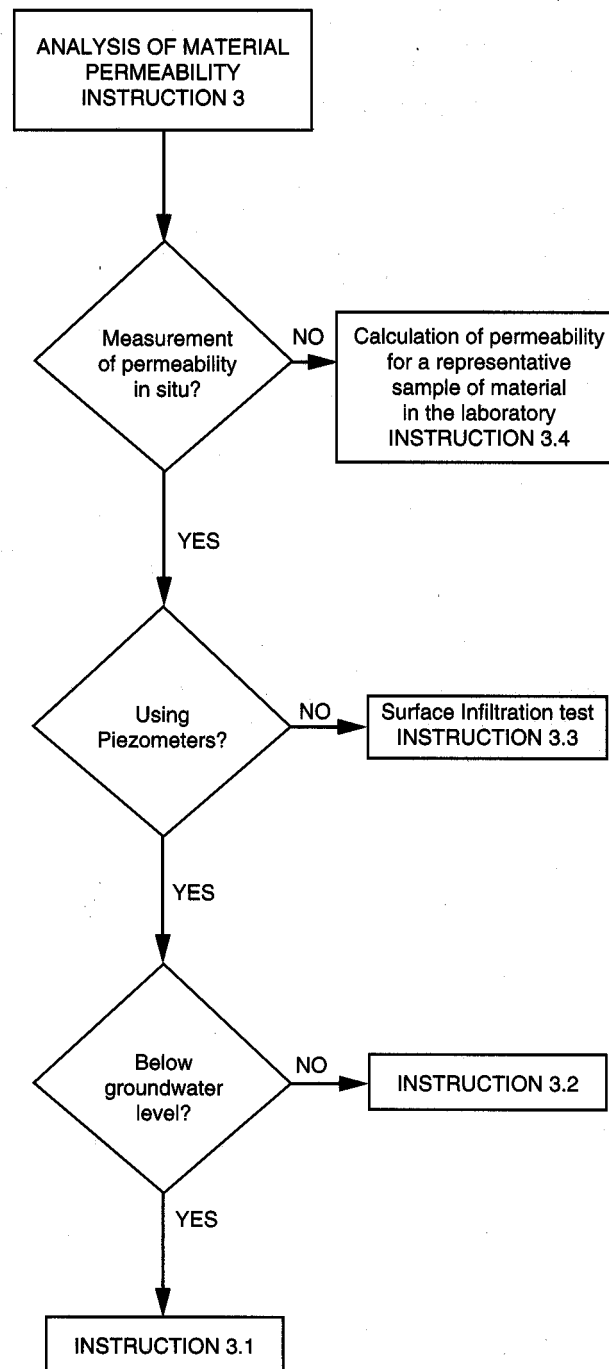 ANALYSIS OF MATERIAL
PERMEABILITY
INSTRUCTION 3
Measurement
of permeability
in situ?
NO
Calculation of permeability
for a representative
sample of material
in the laboratory
INSTRUCTION 3.4
YES
Using
Piezometers?
NO
Surface Infiltration test
INSTRUCTION 3.3
YES
Below
groundwater
level?
NO
INSTRUCTION 3.2
YES
INSTRUCTION 3.1